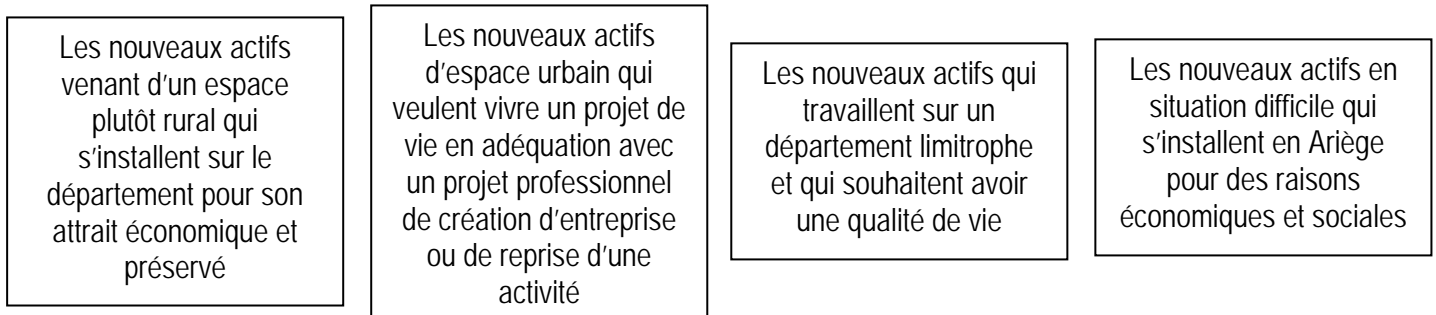 Les nouveaux actifs
venant d'un espace
plutôt rural qui
s'installent sur le
département pour son
attrait économique et
préservé
Les nouveaux actifs
d'espace urbain qui
veulent vivre un projet de
vie en adéquation avec
un projet professionnel
de création d'entreprise
ou de reprise d'une
activité
Les nouveaux actifs qui
travaillent sur un
département limitrophe
et qui souhaitent avoir
une qualité de vie
Les nouveaux actifs en
situation difficile qui
s'installent en Ariège
pour des raisons
économiques et sociales